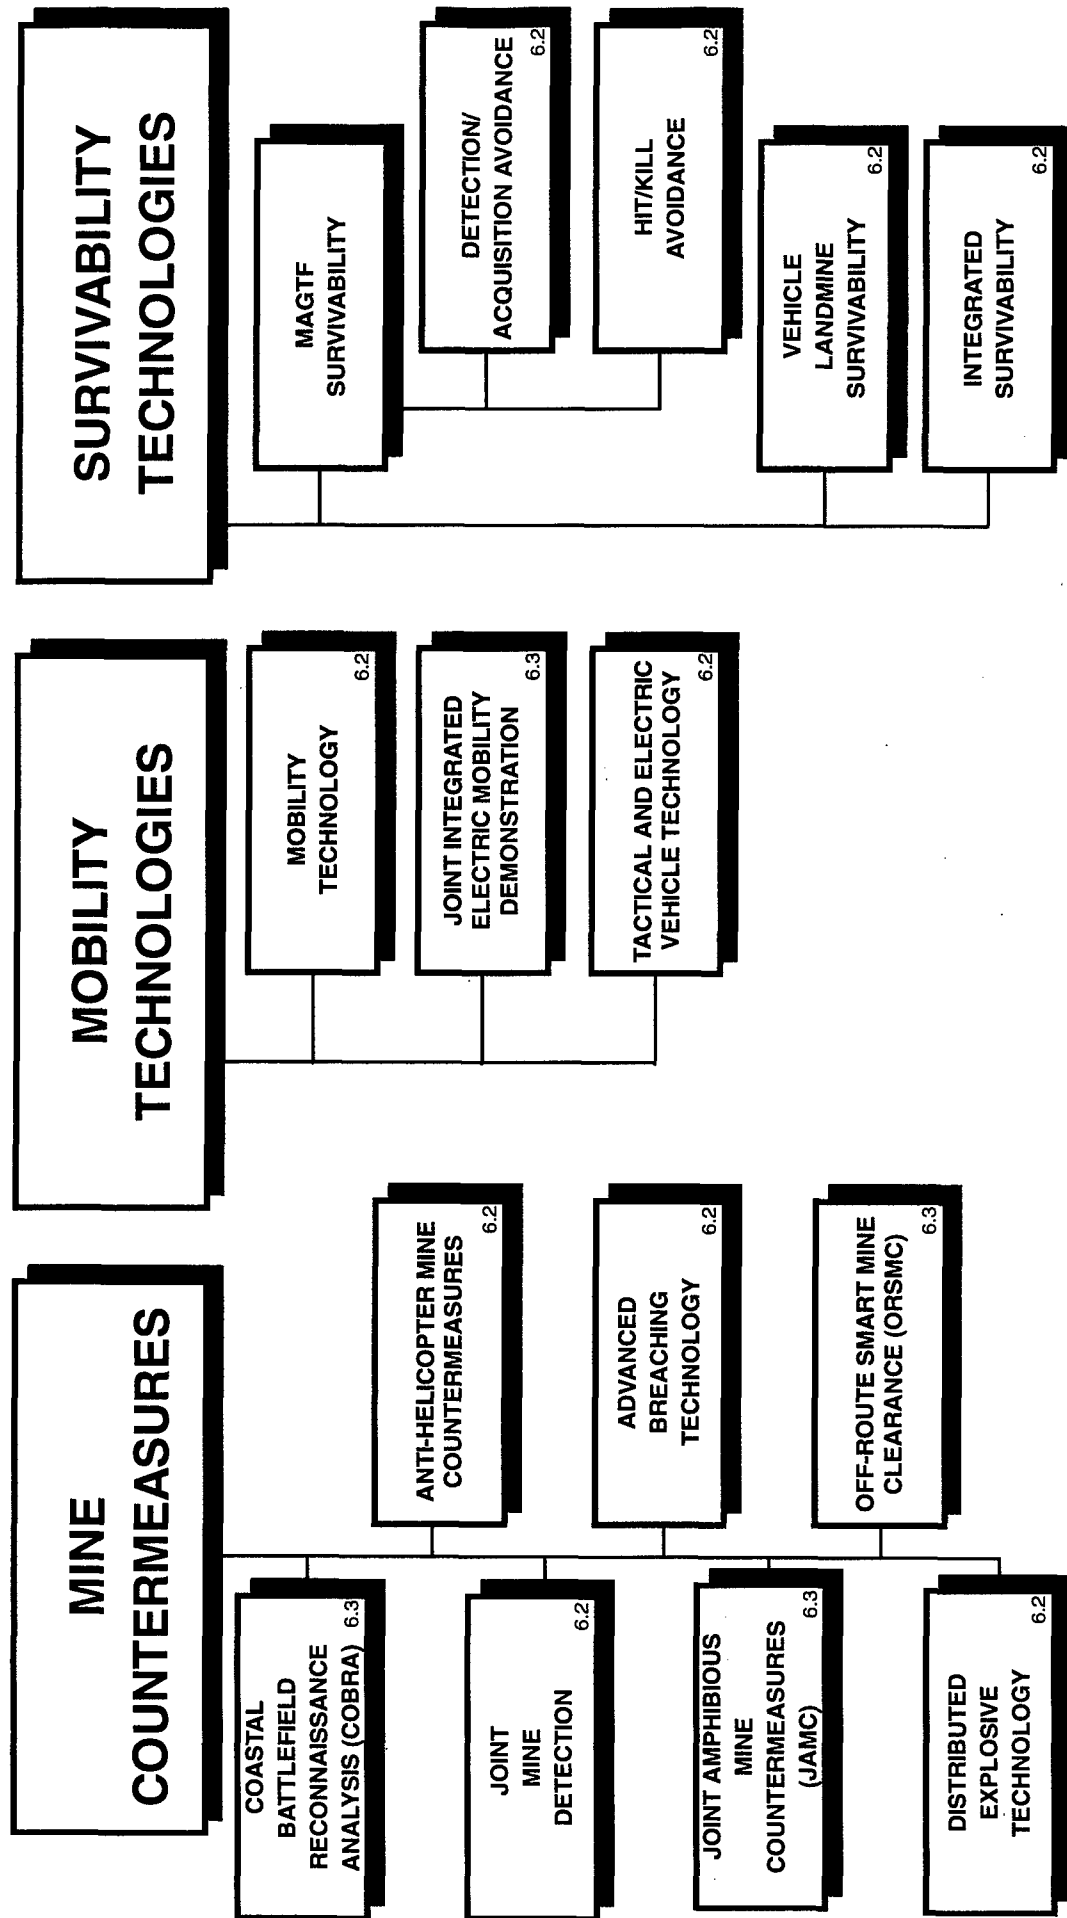 MINE
COUNTERMEASURES
COASTAL
BATTLEFIELD
RECONNAISSANCE
ANALYSIS (COBRA)
6.3
ANTI-HELICOPTER MINE
COUNTERMEASURES
6.2
JOINT
MINE
DETECTION
6.2
ADVANCED
BREACHING
TECHNOLOGY
6.2
JOINT AMPHIBIOUS
MINE
COUNTERMEASURES
(JAMC)
6.3
OFF-ROUTE SMART MINE
CLEARANCE (ORSMC)
6.3
DISTRIBUTED
EXPLOSIVE
TECHNOLOGY
6.2
MOBILITY
TECHNOLOGIES
MOBILITY
TECHNOLOGY
6.2
JOINT INTEGRATED
ELECTRIC MOBILITY
DEMONSTRATION
6.3
TACTICAL AND ELECTRIC
VEHICLE TECHNOLOGY
6.2
SURVIVABILITY
TECHNOLOGIES
MAGTF
SURVIVABILITY
DETECTION/
ACQUISITION AVOIDANCE
6.2
HIT/KILL
AVOIDANCE
6.2
VEHICLE
LANDMINE
SURVIVABILITY
6.2
INTEGRATED
SURVIVABILITY
6.2